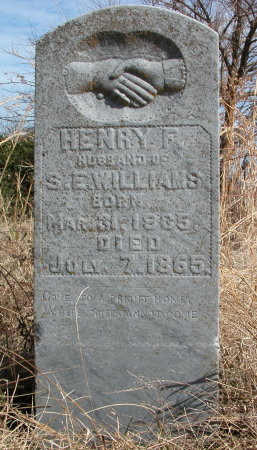 HENRY F.
HUSBAND OF
S.E. WILLIAMS
BORN
MAR. 31. 1885
DIED
JULY 7. 1865.
GONE TO A BRIGHT HOME,
WHERE GRIEF CANNOT COME